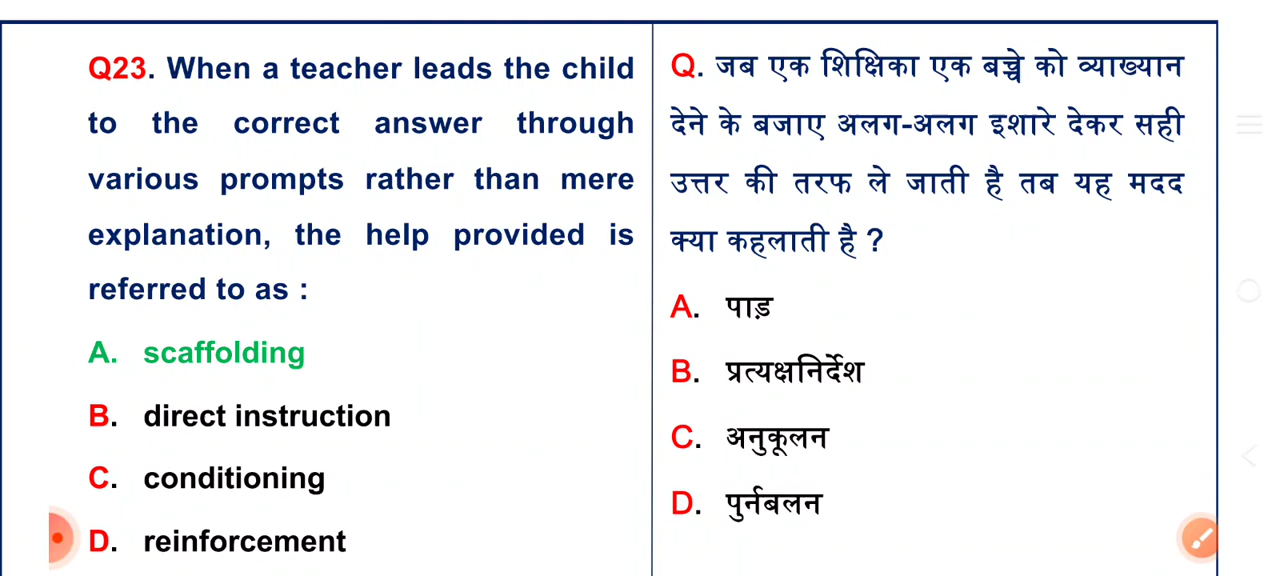 Q23. When a teacher leads the child
to the correct answer through
various prompts rather than mere
explanation, the help provided is
referred to as :
A. scaffolding
B. direct instruction
C. conditioning
D. reinforcement
Q. जब एक शिक्षिका एक बच्चे को व्याख्यान
देने के बजाए अलग-अलग इशारे देकर सही
उत्तर की तरफ ले जाती है तब यह मदद
क्या कहलाती है ?
A. पाड़
B. प्रत्यक्षनिर्देश
C. अनुकूलन
D. पुर्नबलन